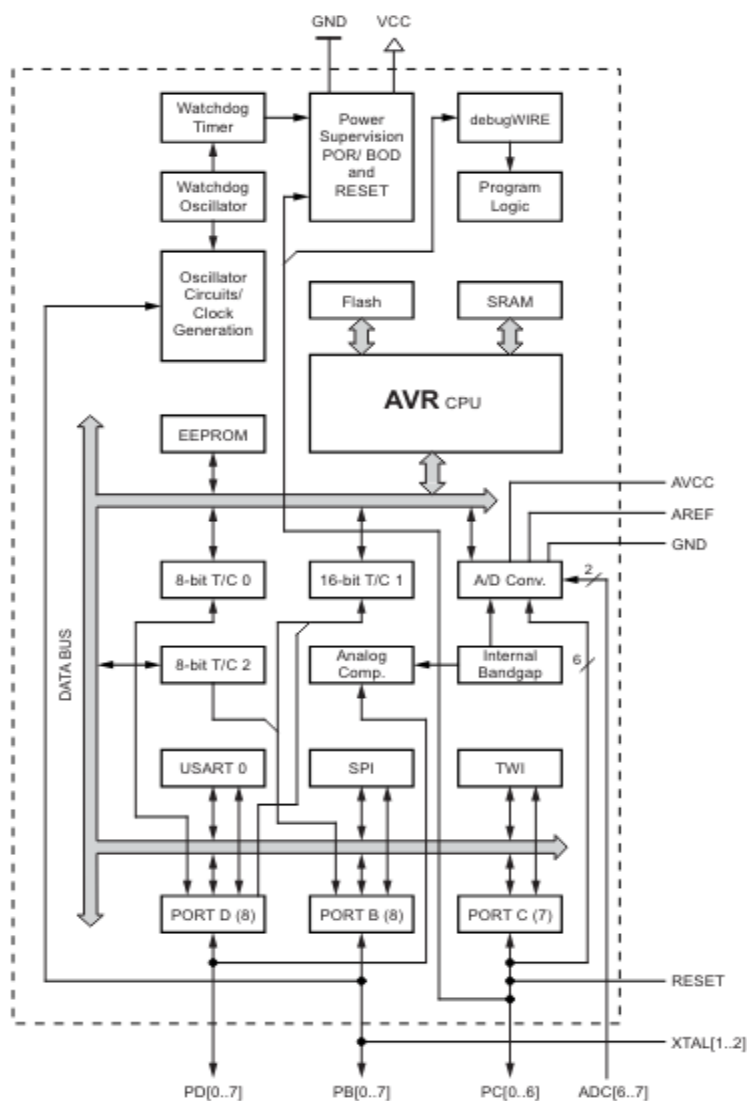 GND
VCC
Watchdog
Timer
Power
Supervision
POR/ BOD
and
RESET
debugWIRE
Watchdog
Oscillator
Program
Logic
Oscillator
Circuits/
Clock
Generation
Flash
SRAM
AVR CPU
EEPROM
AVCC
AREF
GND
8-bit T/C 0
16-bit T/C 1
A/D Conv.
2
DATA BUS
8-bit T/C 2
Analog
Comp.
Internal
Bandgap
6
USART 0
SPI
TWI
PORT D (8)
PORT B (8)
PORT C (7)
RESET
XTAL[1..2]
PD[0..7]
PB[0..7]
PC[0..6]
ADC[6..7]